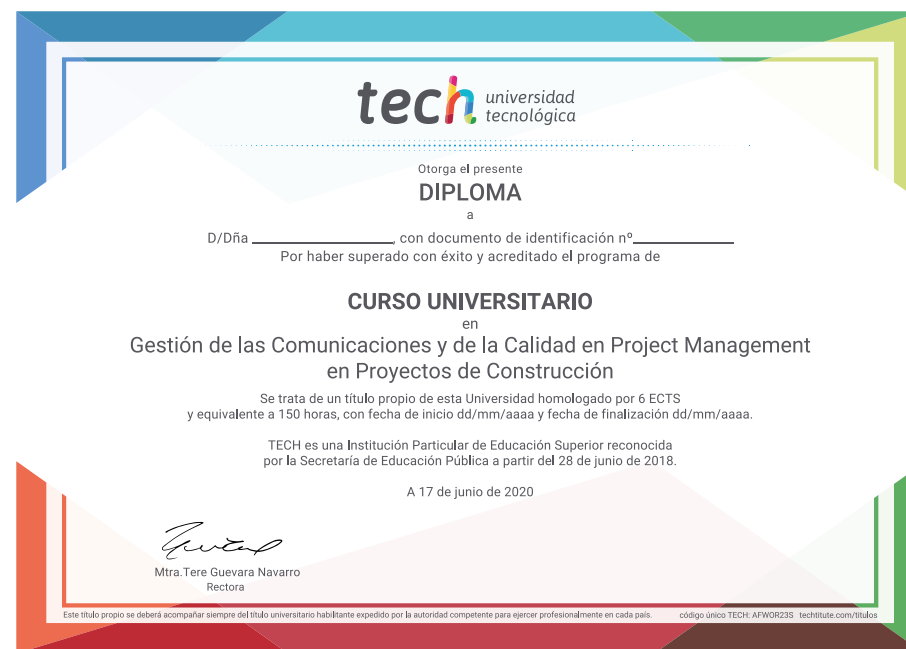 tech universidad
tecnológica
Otorga el presente
DIPLOMA
a
D/Dña ____________________, con documento de identificación nº______________
Por haber superado con éxito y acreditado el programa de
CURSO UNIVERSITARIO
en
Gestión de las Comunicaciones y de la Calidad en Project Management
en Proyectos de Construcción
Se trata de un título propio de esta Universidad homologado por 6 ECTS
y equivalente a 150 horas, con fecha de inicio dd/mm/aaaa y fecha de finalización dd/mm/aaaa.
TECH es una Institución Particular de Educación Superior reconocida
por la Secretaría de Educación Pública a partir del 28 de junio de 2018.
A 17 de junio de 2020
Mtra.Tere Guevara Navarro
Rectora
Este título propio se deberá acompañar siempre del título universitario habilitante expedido por la autoridad competente para ejercer profesionalmente en cada país. código único TECH: AFWOR23S techtitute.com/titulos